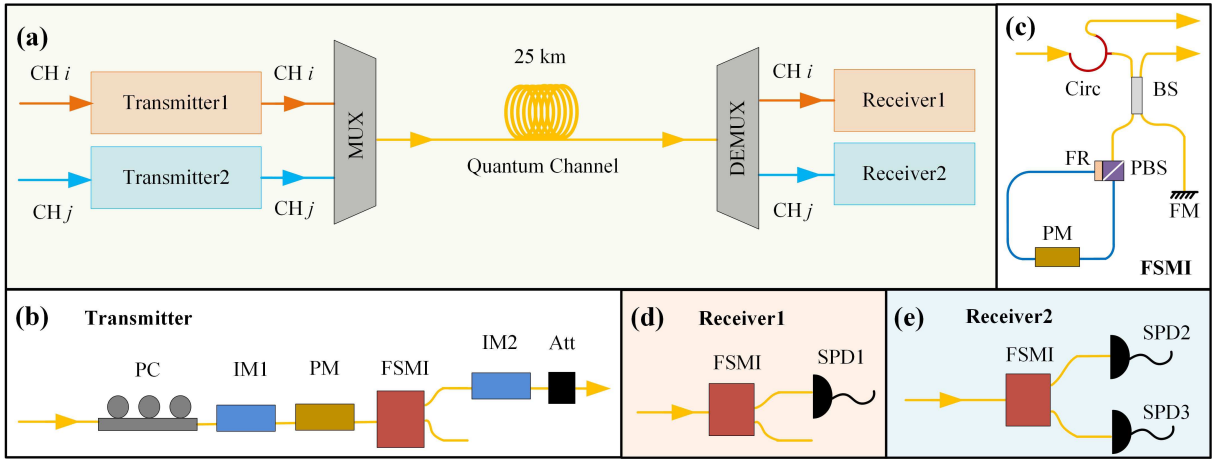 (a)
CH i
Transmitter1
CH i
MUX
25 km
Quantum Channel
DEMUX
CH i
Receiver1
CH j
Transmitter2
CH j
CH j
Receiver2
(c)
Circ
BS
FR
PBS
FM
PM
FSMI
(b)
Transmitter
PC
IM1
PM
FSMI
IM2
Att
(d)
Receiver1
FSMI
SPD1
(e)
Receiver2
FSMI
SPD2
SPD3